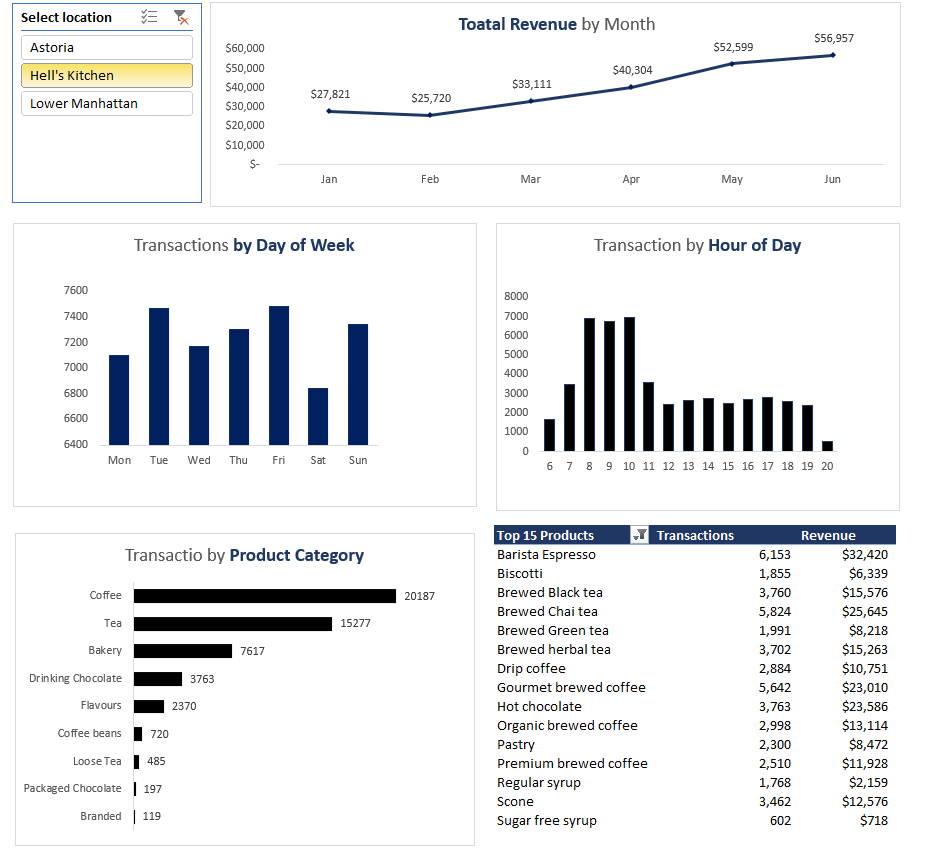 Select location
Astoria
Hell's Kitchen
Lower Manhattan
Toatal Revenue by Month
$60,000
$50,000
$40,000
$30,000
$20,000
$10,000
$-
$27,821
$25,720
$33,111
$40,304
$52,599
$56,957
Jan Feb Mar Apr May Jun
Transactions by Day of Week
7600
7400
7200
7000
6800
6600
6400
Mon Tue Wed Thu Fri Sat Sun
Transaction by Hour of Day
8000
7000
6000
5000
4000
3000
2000
1000
0
6 7 8 9 10 11 12 13 14 15 16 17 18 19 20
Transactio by Product Category
Coffee 20187
Tea 15277
Bakery 7617
Drinking Chocolate 3763
Flavours 2370
Coffee beans 720
Loose Tea 485
Packaged Chocolate 197
Branded 119
Top 15 Products Transactions Revenue
Barista Espresso 6,153 $32,420
Biscotti 1,855 $6,339
Brewed Black tea 3,760 $15,576
Brewed Chai tea 5,824 $25,645
Brewed Green tea 1,991 $8,218
Brewed herbal tea 3,702 $15,263
Drip coffee 2,884 $10,751
Gourmet brewed coffee 5,642 $23,010
Hot chocolate 3,763 $23,586
Organic brewed coffee 2,998 $13,114
Pastry 2,300 $8,472
Premium brewed coffee 2,510 $11,928
Regular syrup 1,768 $2,159
Scone 3,462 $12,576
Sugar free syrup 602 $718